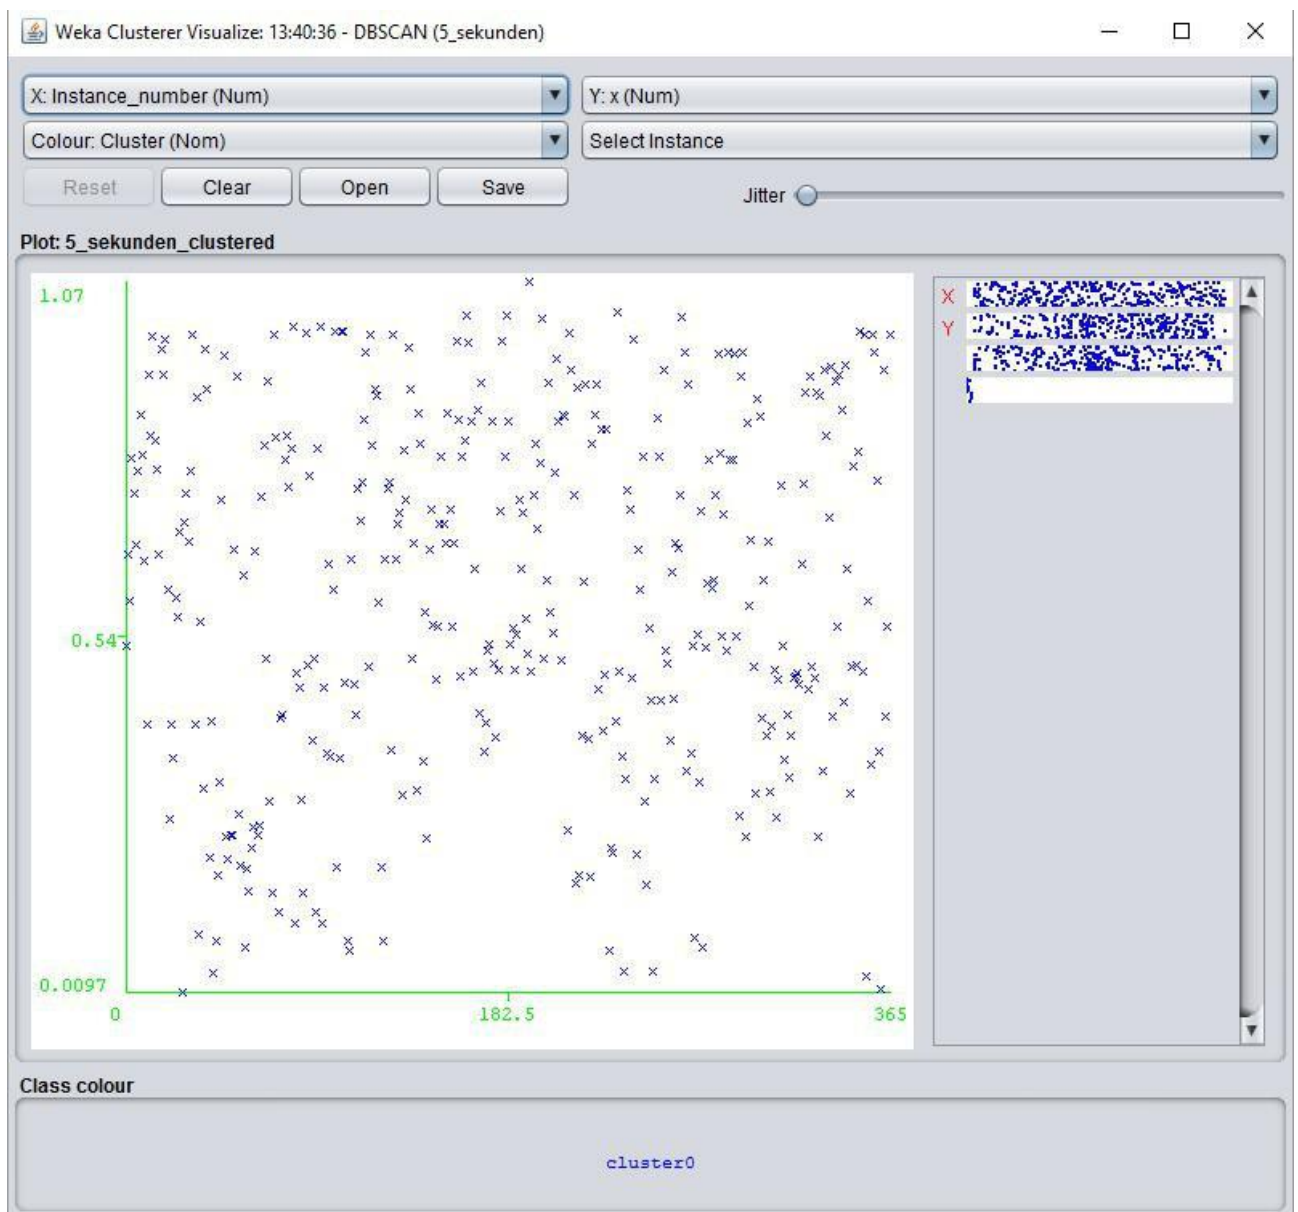 Weka Clusterer Visualize: 13:40:36 - DBSCAN (5_sekunden)
X: Instance_number (Num)
Y: x (Num)
Colour: Cluster (Nom)
Select Instance
Reset
Clear
Open
Save
Jitter
Plot: 5_sekunden_clustered
1.07
0.54
0.0097
0
182.5
365
X
Y
Class colour
cluster0